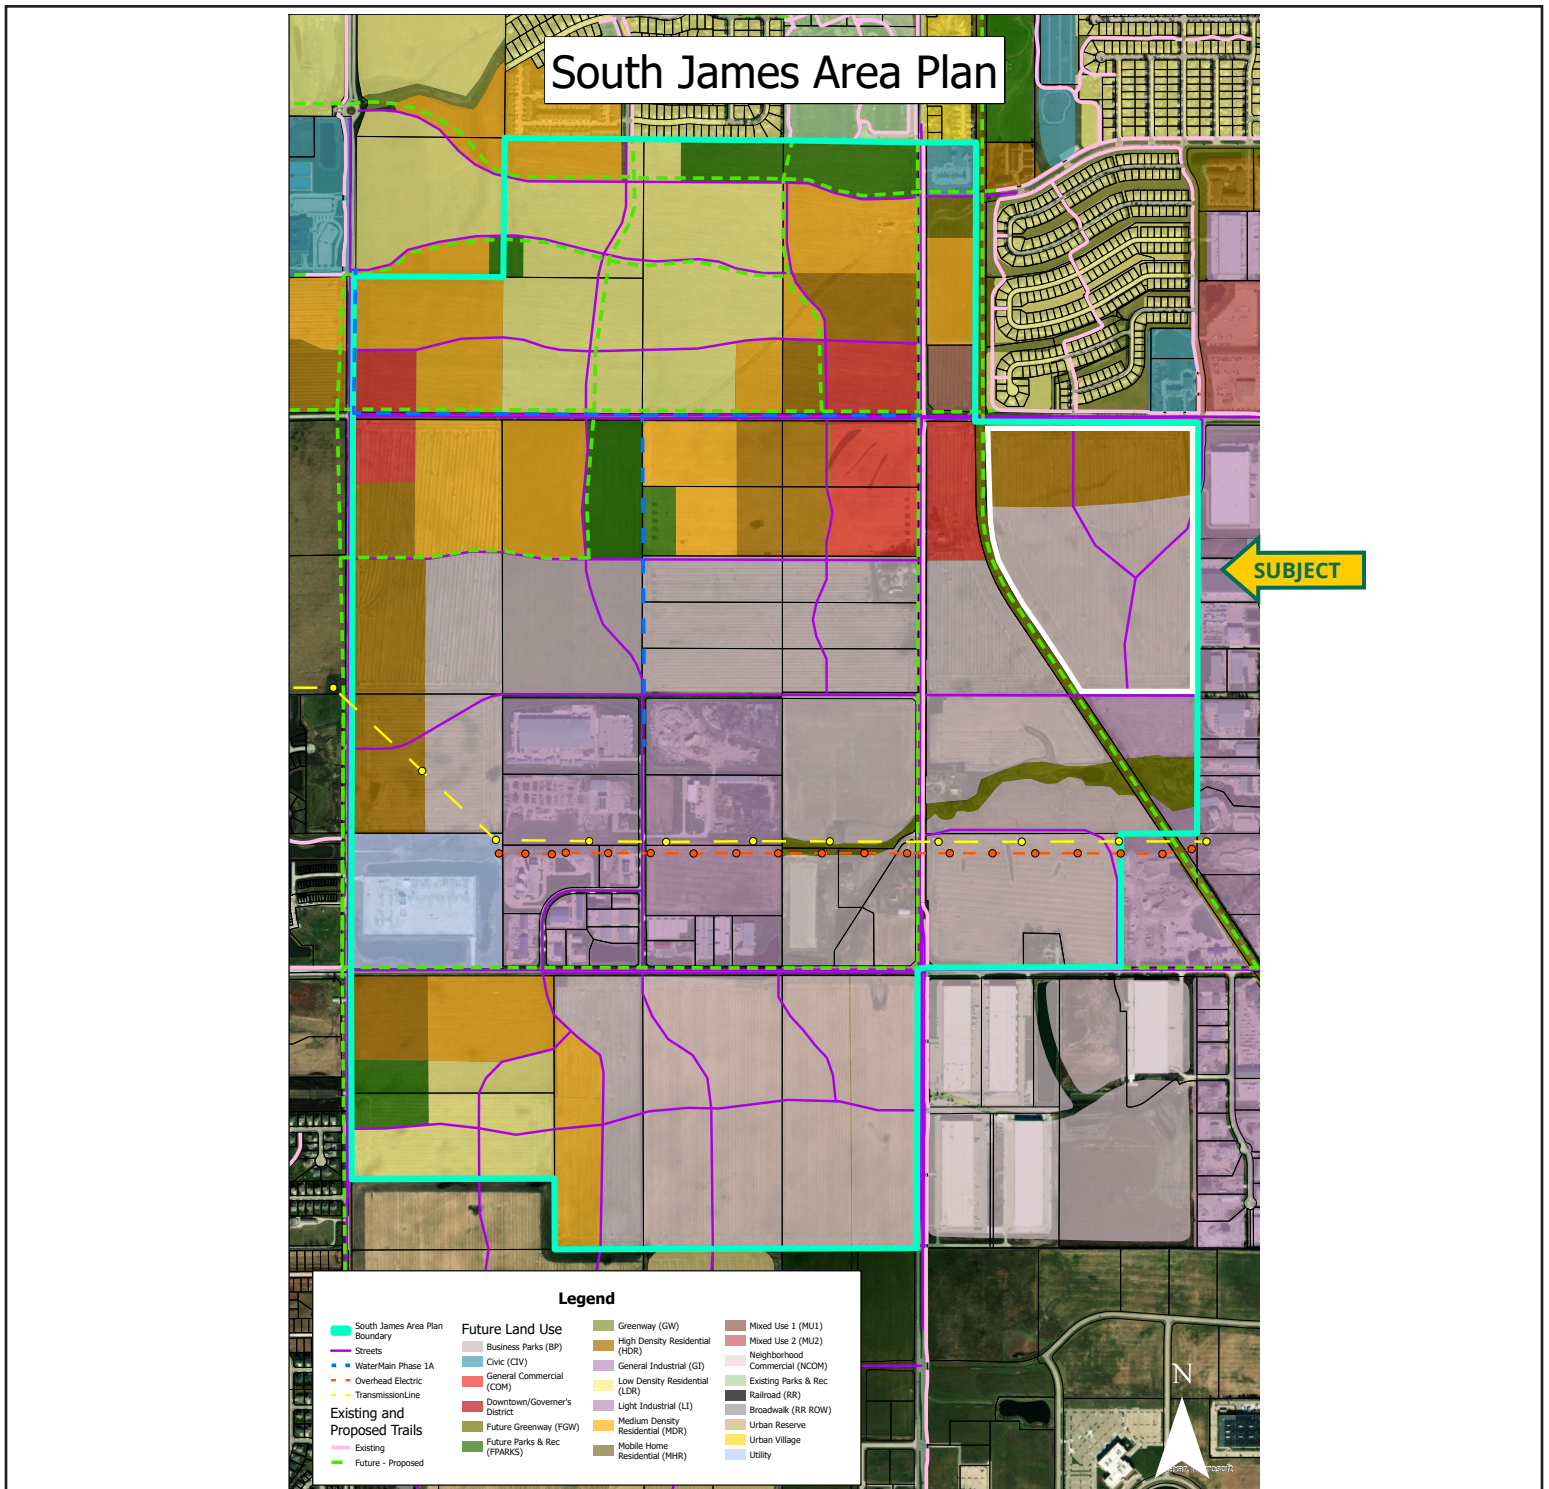 South James Area Plan
SUBJECT
Legend
South James Area Plan
Boundary
Streets
WaterMain Phase 1A
Overhead Electric
TransmissionLine
Existing and
Proposed Trails
Existing
Future - Proposed
Future Land Use
Business Parks (BP)
Civic (CIV)
General Commercial
(COM)
Downtown/Governer's
District
Future Greenway (FGW)
Future Parks & Rec
(FPARKS)
Greenway (GW)
High Density Residential
(HDR)
General Industrial (GI)
Low Density Residential
(LDR)
Light Industrial (LI)
Medium Density
Residential (MDR)
Mobile Home
Residential (MHR)
Mixed Use 1 (MU1)
Mixed Use 2 (MU2)
Neighborhood
Commercial (NCOM)
Existing Parks & Rec
Railroad (RR)
Broadwalk (RR ROW)
Urban Reserve
Urban Village
Utility
N